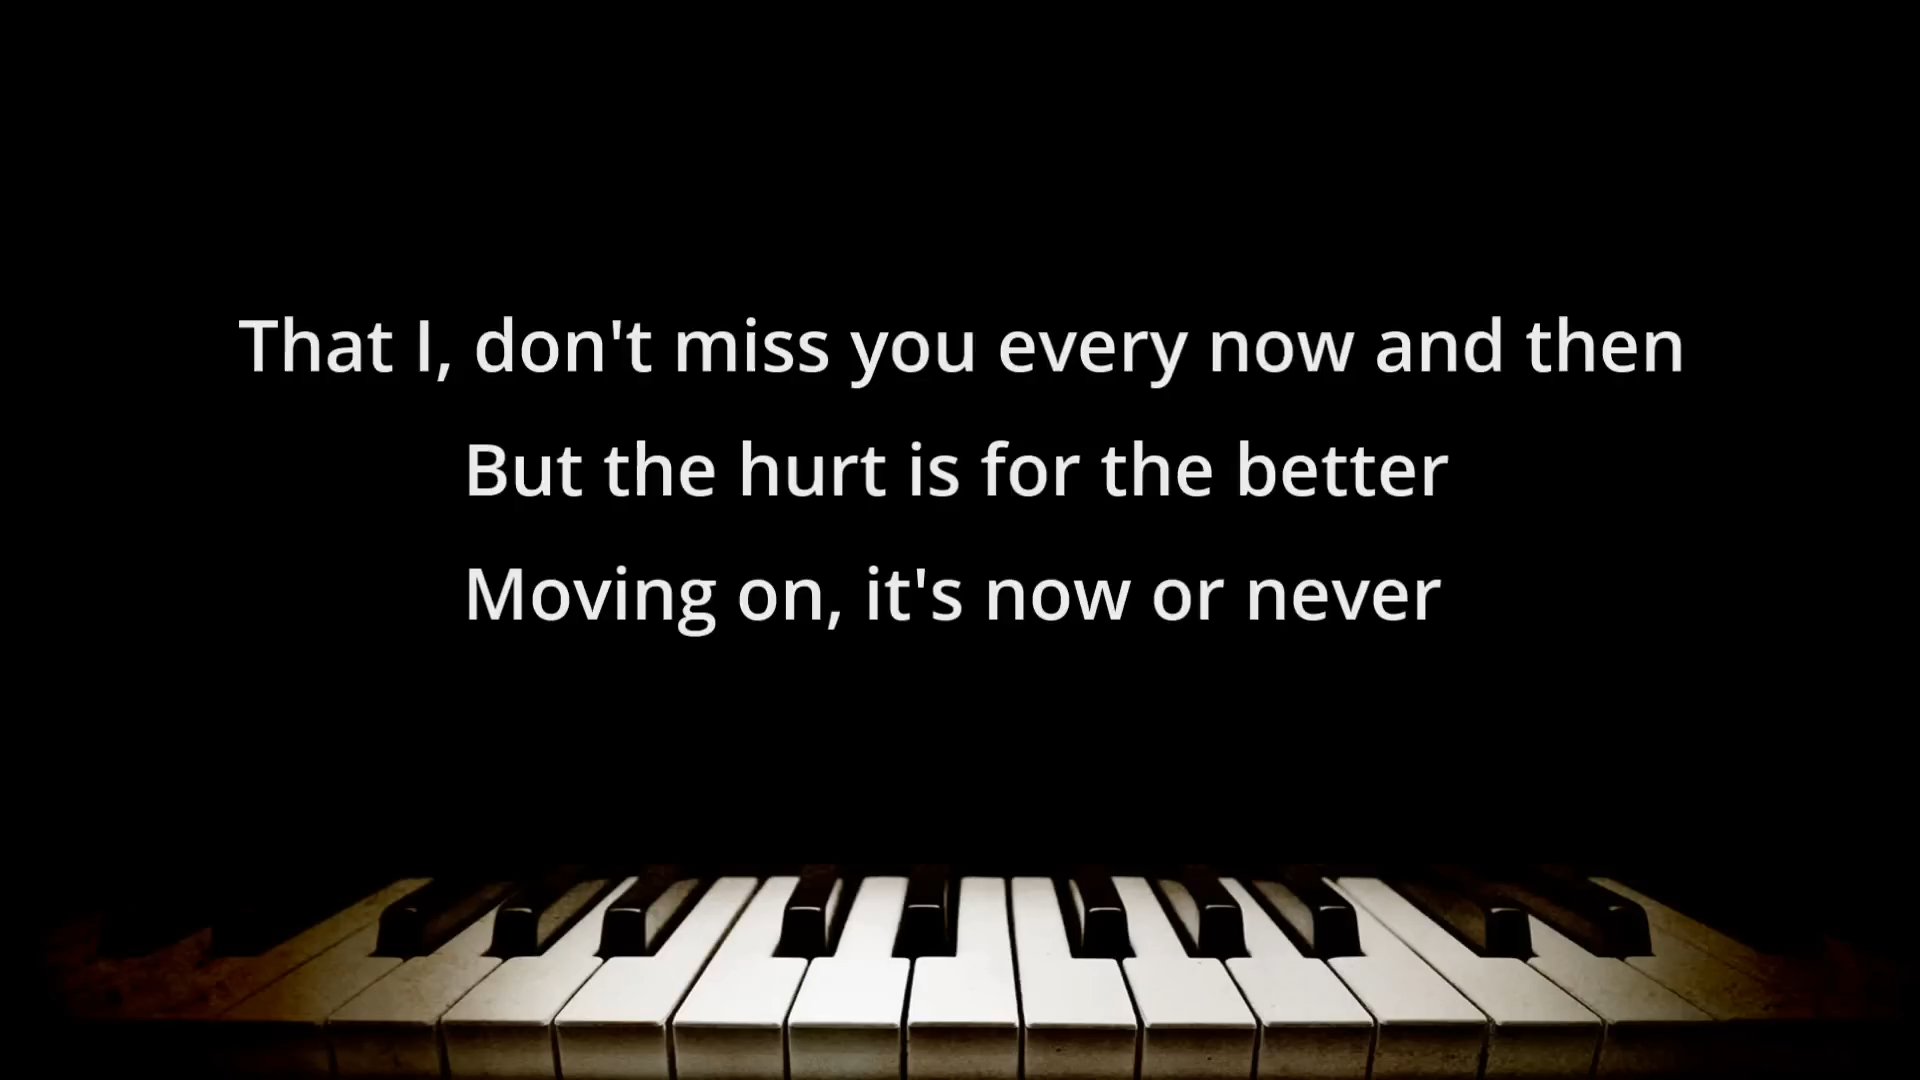 That I, don't miss you every now and then
But the hurt is for the better
Moving on, it's now or never